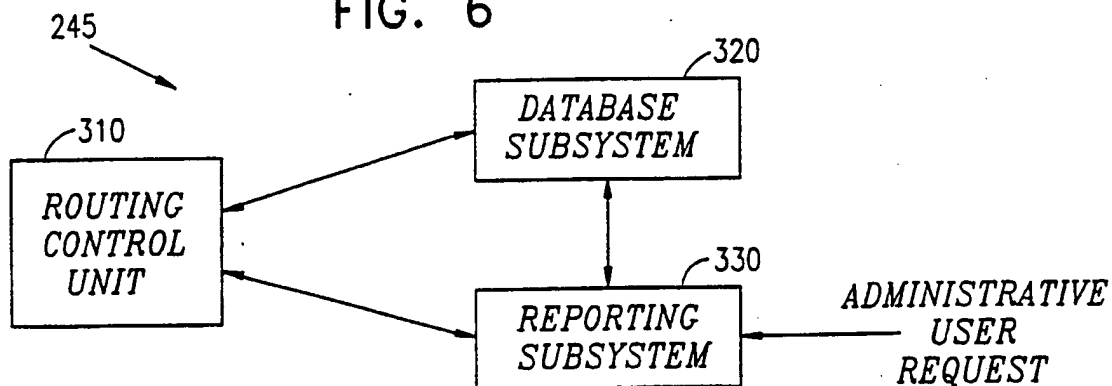 FIG. 6
245
320
DATABASE
SUBSYSTEM
310
ROUTING
CONTROL
UNIT
330
REPORTING
SUBSYSTEM
ADMINISTRATIVE
USER
REQUEST